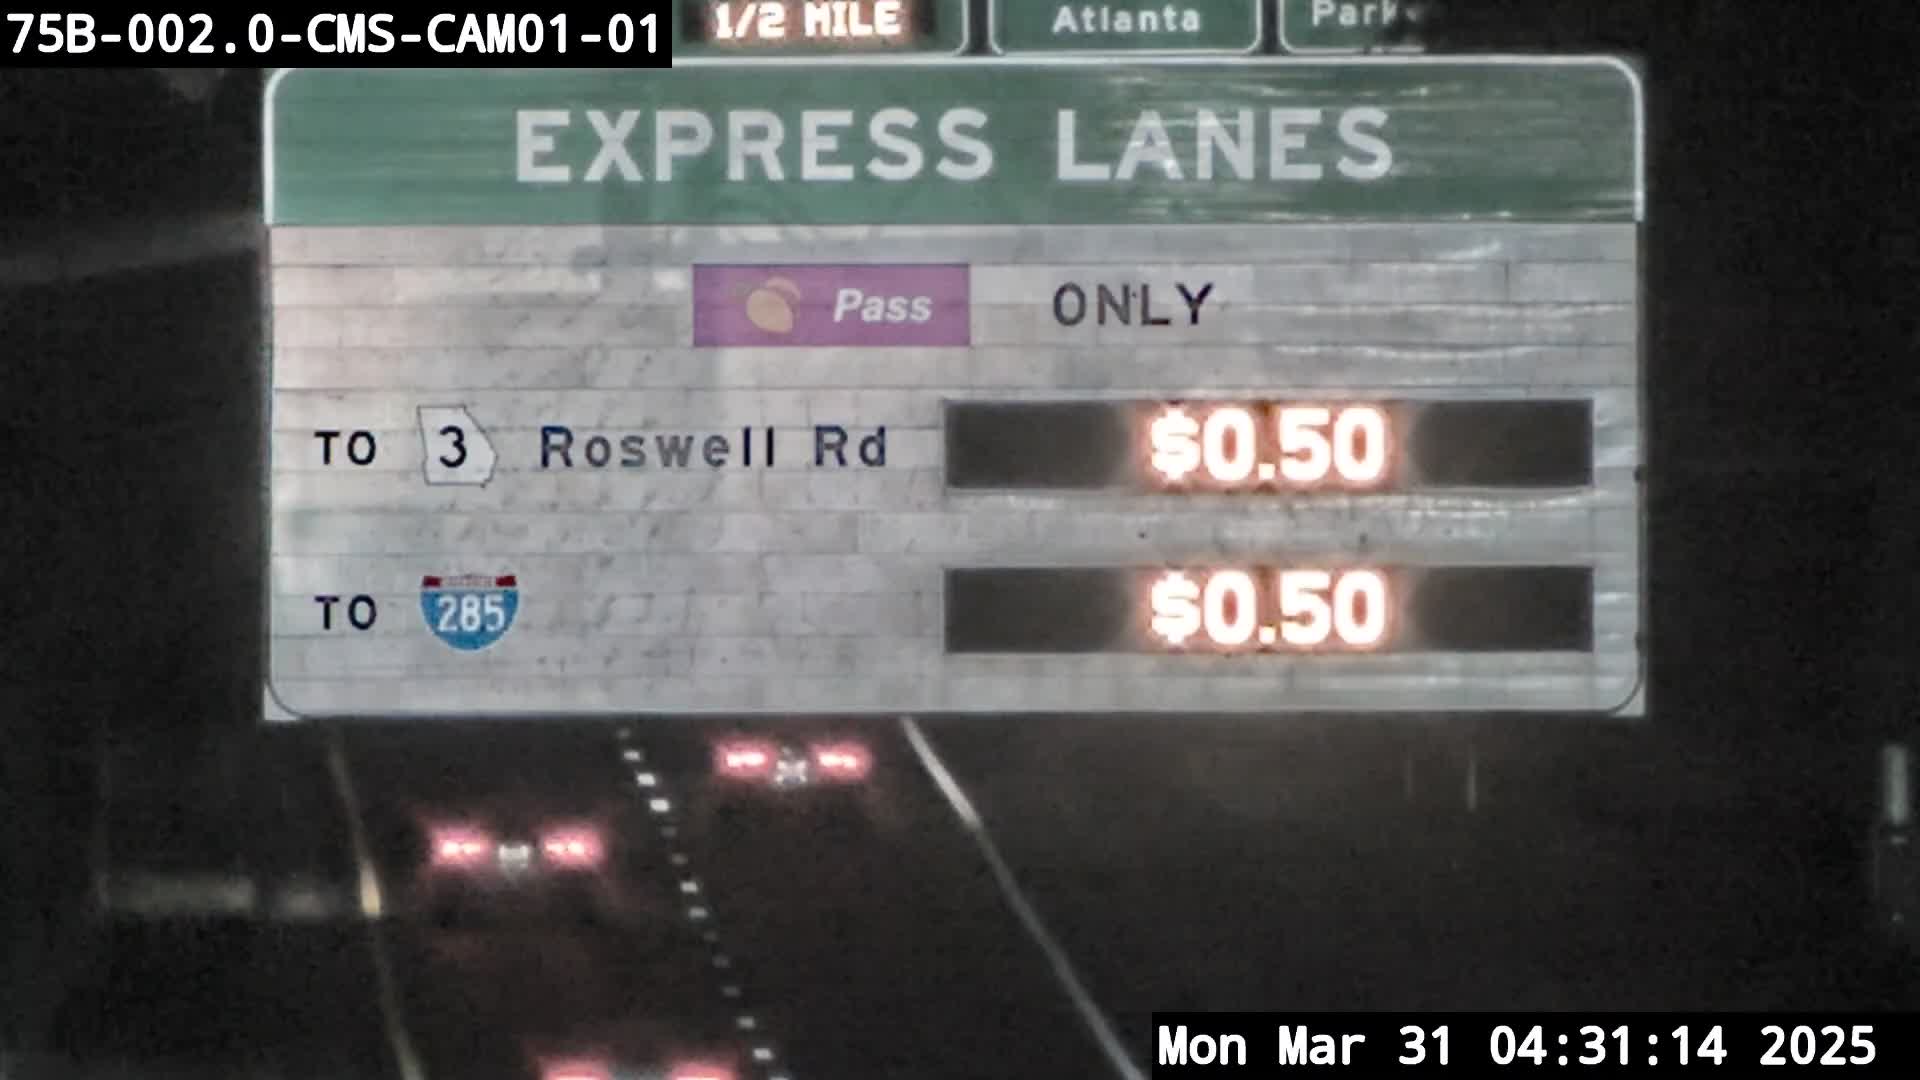 75B-002.0-CMS-CAM01-01
1/2 MILE
Atlanta
Park
EXPRESS LANES
Pass ONLY
TO 3 Roswell Rd $0.50
TO 285 $0.50
Mon Mar 31 04:31:14 2025